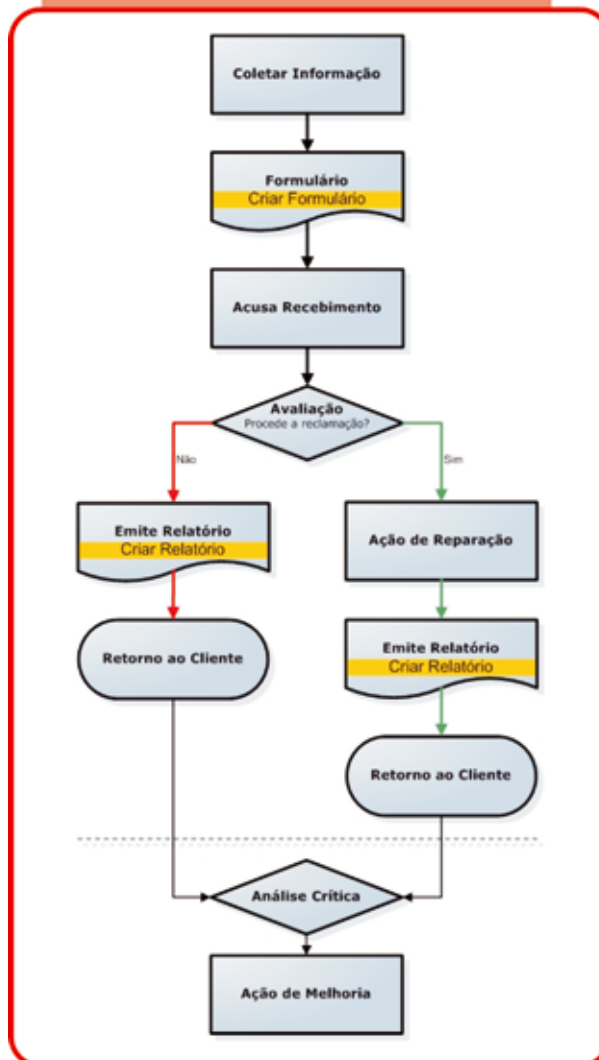 Coletar Informação
Formulário
Criar Formulário
Acusa Recebimento
Avaliação
Procede a reclamação?
Não
Sim
Emite Relatório
Criar Relatório
Ação de Reparação
Retorno ao Cliente
Emite Relatório
Criar Relatório
Retorno ao Cliente
Análise Crítica
Ação de Melhoria